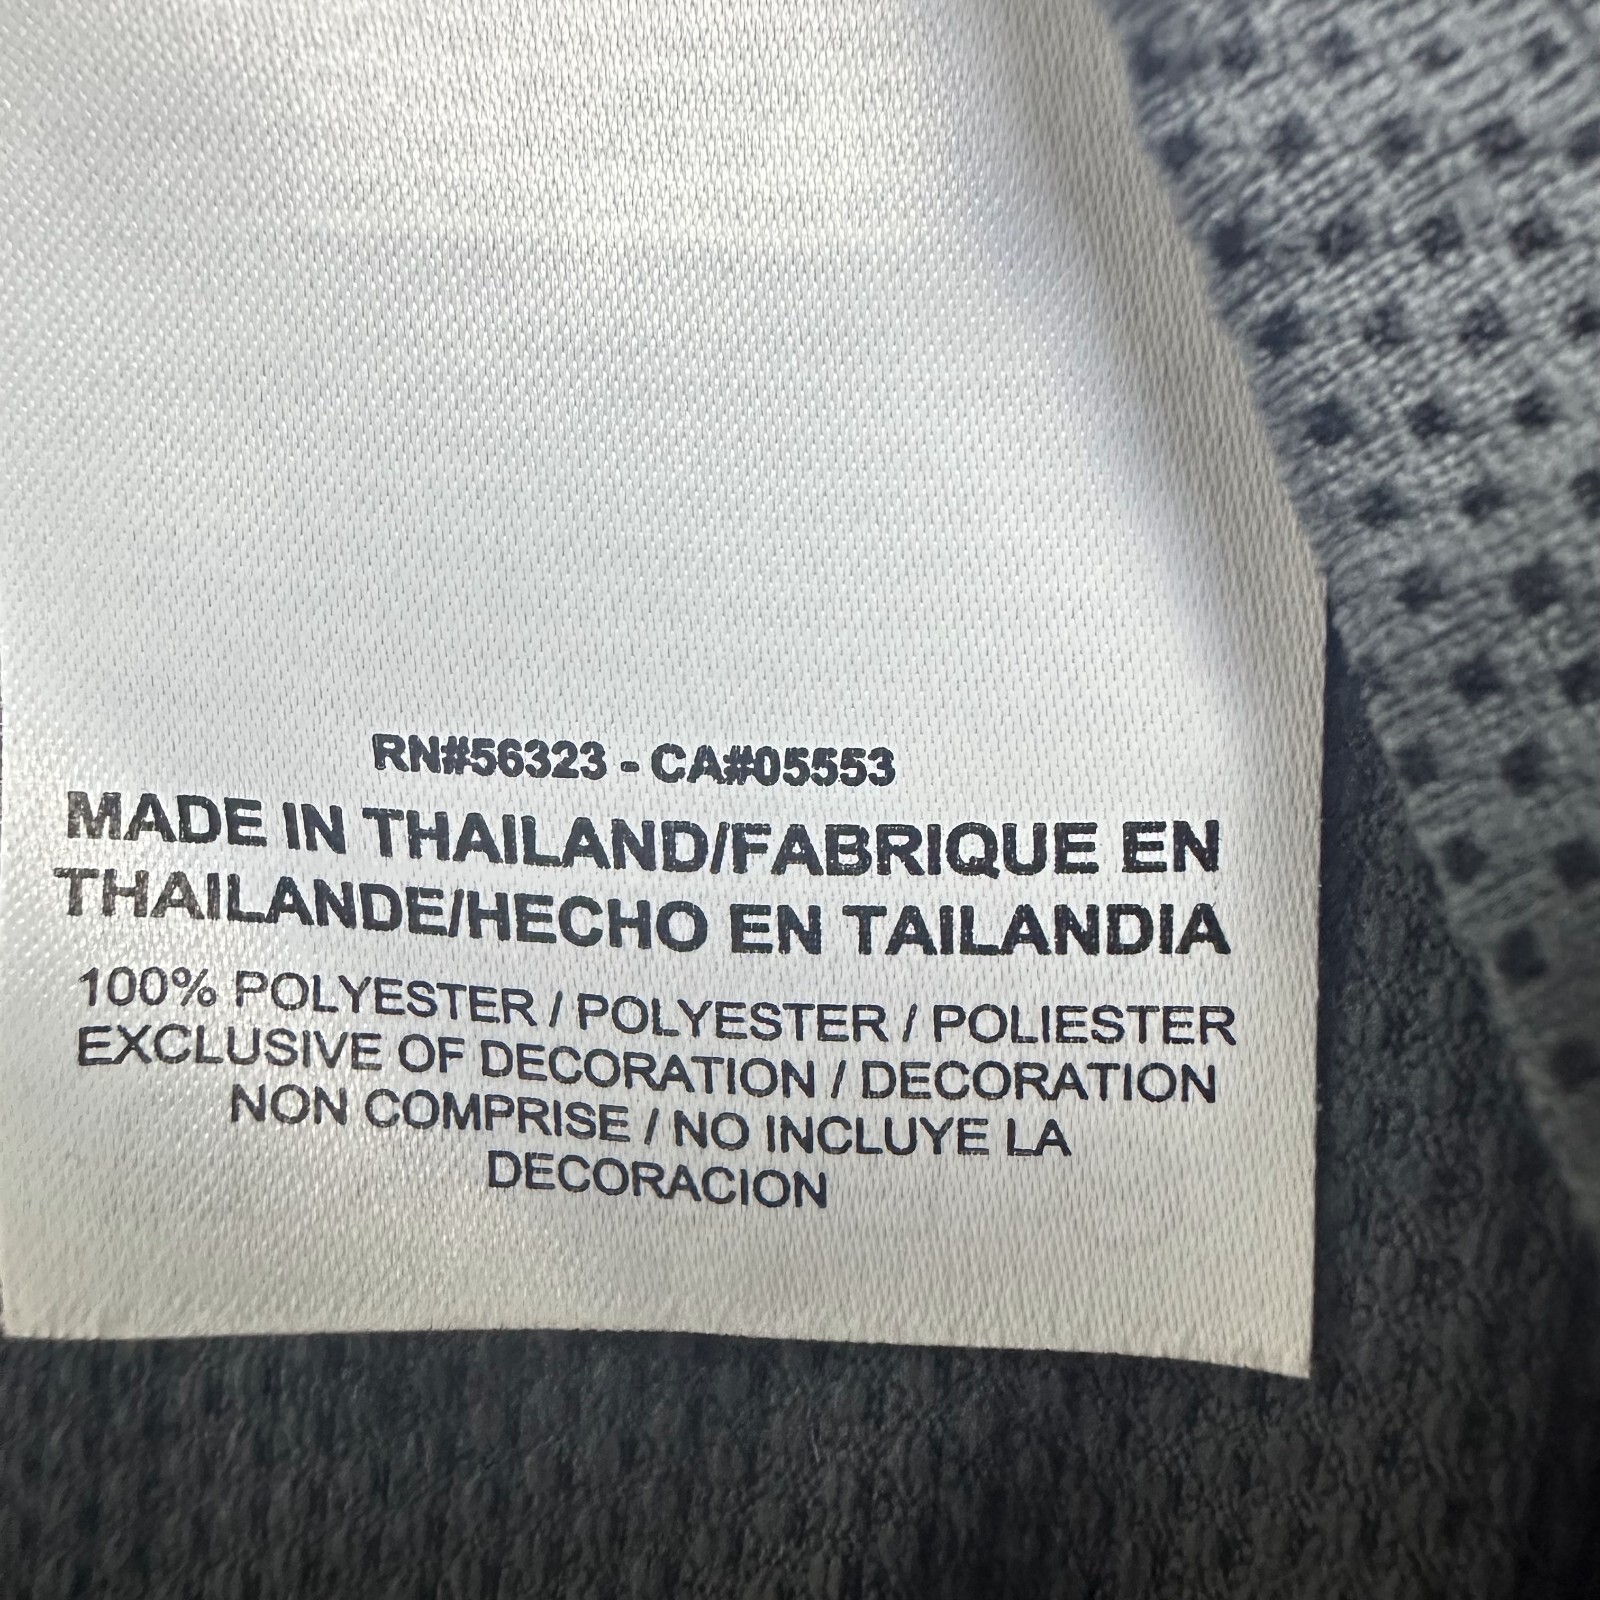 RN#56323 - CA#05553
MADE IN THAILAND/FABRIQUE EN
THAILANDE/HECHO EN TAILANDIA
100% POLYESTER / POLYESTER / POLIESTER
EXCLUSIVE OF DECORATION / DECORATION
NON COMPRISE / NO INCLUYE LA
DECORACION